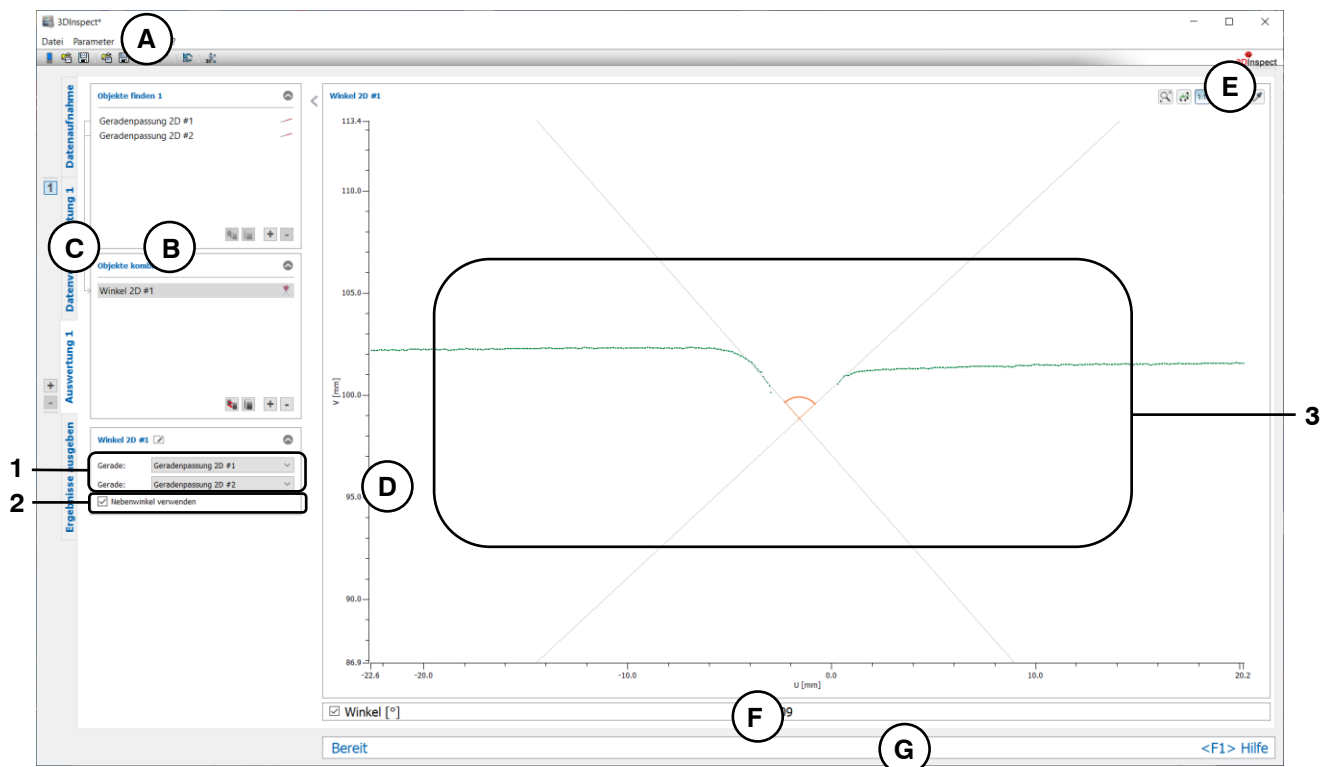 3DInspect*
Datei Parameter
A
3DInspect
E
Datenaufnahme
1
Auswertung 1
Ergebnisse ausgeben
Objekte finden 1
Geradenpassung 2D #1
Geradenpassung 2D #2
+ -
C
B
Winkel 2D #1
+ -
+
-
Winkel 2D #1
Gerade: Geradenpassung 2D #1
Gerade: Geradenpassung 2D #2
Nebenwinkel verwenden
1
2
Winkel 2D #1
113.4
110.0
105.0
100.0
95.0
90.0
86.9
V [mm]
D
3
-22.6 -20.0 -10.0 0.0 10.0 20.2
U [mm]
Winkel [°]
F
Bereit
G
<F1> Hilfe